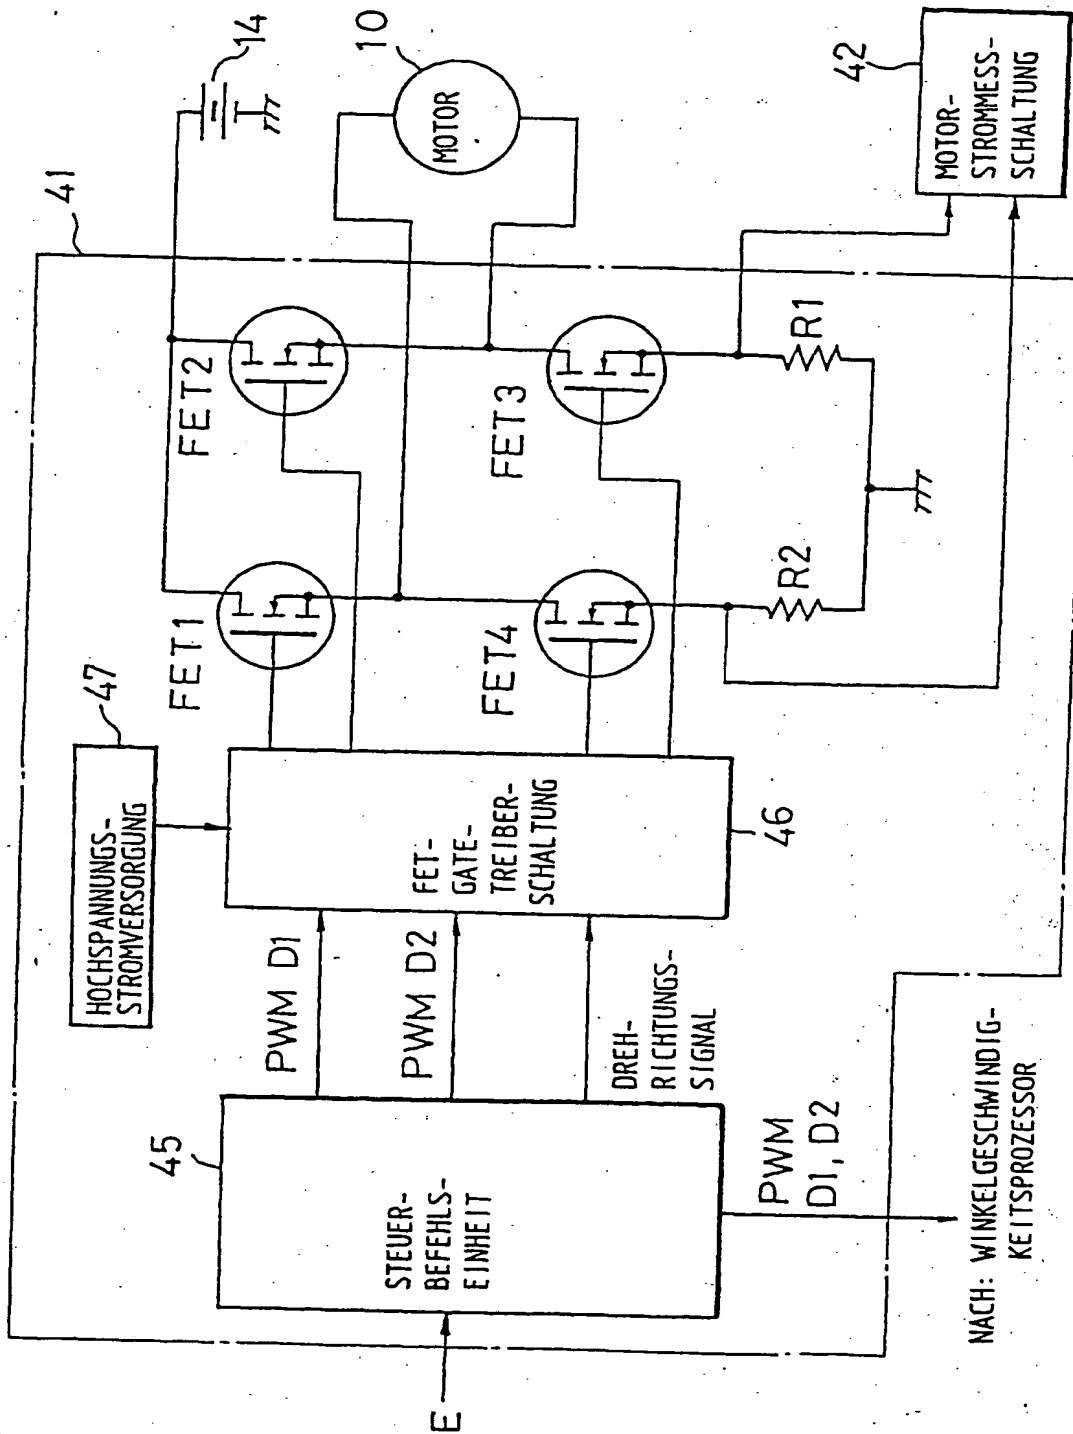 41
14
10
MOTOR
42
MOTOR-
STROMMESS-
SCHALTUNG
FET2
FET1
FET3
FET4
R1
R2
47
HOCHSPANNUNGS-
STROMVERSORGUNG
FET-
GATE-
TREIBER-
SCHALTUNG
46
PWM D1
PWM D2
DREH-
RICHTUNGS-
SIGNAL
45
STEUER-
BEFEHLS-
EINHEIT
E
PWM
D1, D2
NACH: WINKELGESCHWINDIG-
KEITSPROZESSOR